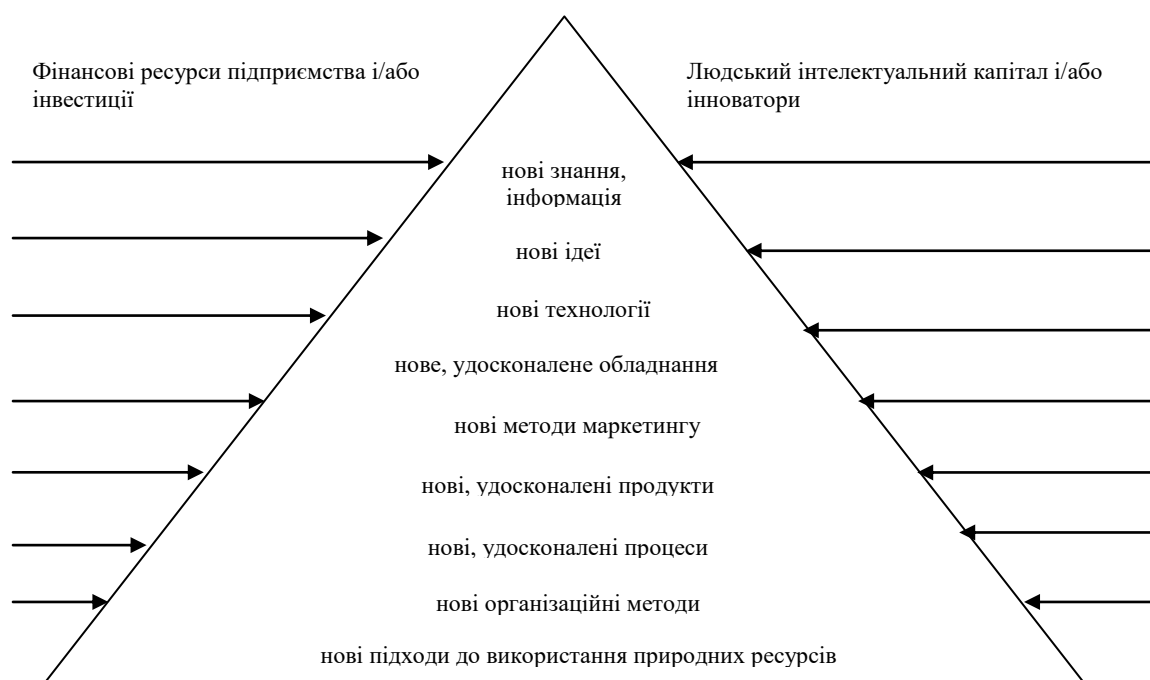 Фінансові ресурси підприємства і/або
інвестиції
Людський інтелектуальний капітал і/або
інноватори
нові знання,
інформація
нові ідеї
нові технології
нове, удосконалене обладнання
нові методи маркетингу
нові, удосконалені продукти
нові, удосконалені процеси
нові організаційні методи
нові підходи до використання природних ресурсів